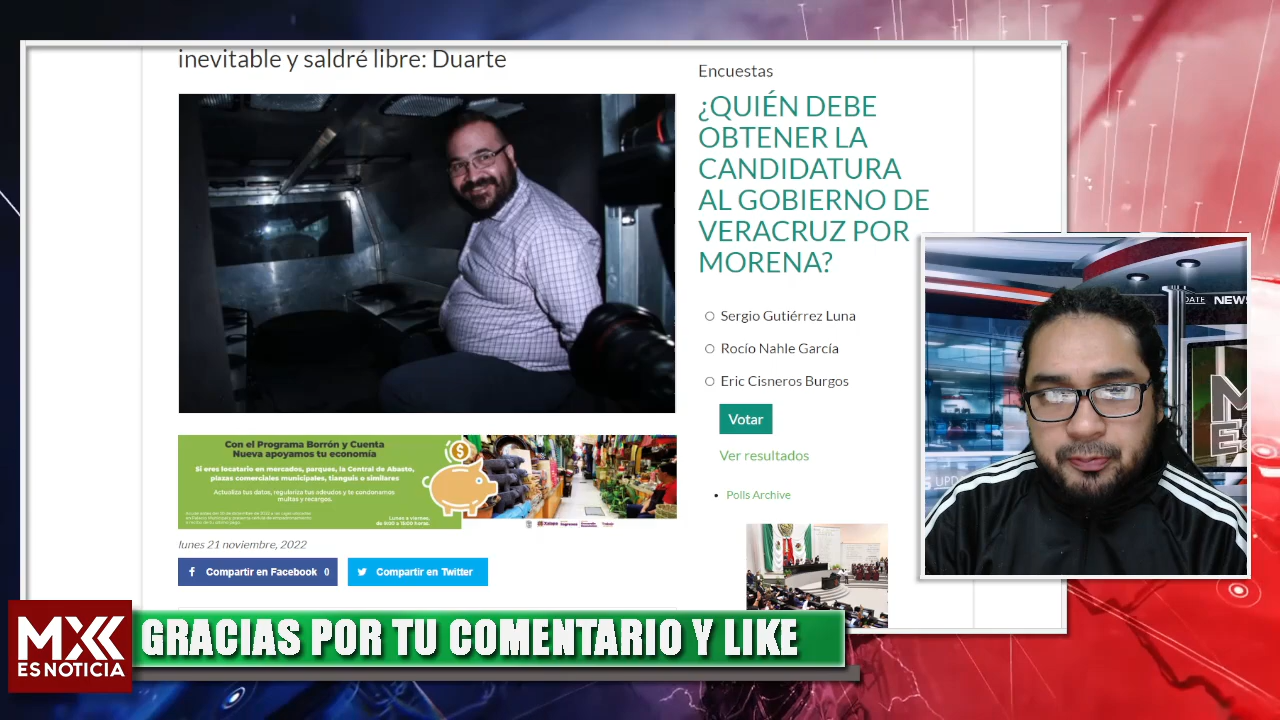 inevitable y saldré libre: Duarte
Con el Programa Borrón y Cuenta
Nueva apoyamos tu economía
Si eres locatario en mercados, parques, la Central de Abasto,
plazas comerciales municipales, tianguis o similares
Actualiza tus datos, regulariza tus adeudos y te condonamos
multas y recargos.
Lunes a viernes,
de 9:00 a 15:00 hrs.
$
lunes 21 noviembre, 2022
Compartir en Facebook 0
Compartir en Twitter
Encuestas
¿QUIÉN DEBE
OBTENER LA
CANDIDATURA
AL GOBIERNO DE
VERACRUZ POR
MORENA?
Sergio Gutiérrez Luna
Rocío Nahle García
Eric Cisneros Burgos
Votar
Ver resultados
Polls Archive
NEWS
MX
ES NOTICIA
GRACIAS POR TU COMENTARIO Y LIKE